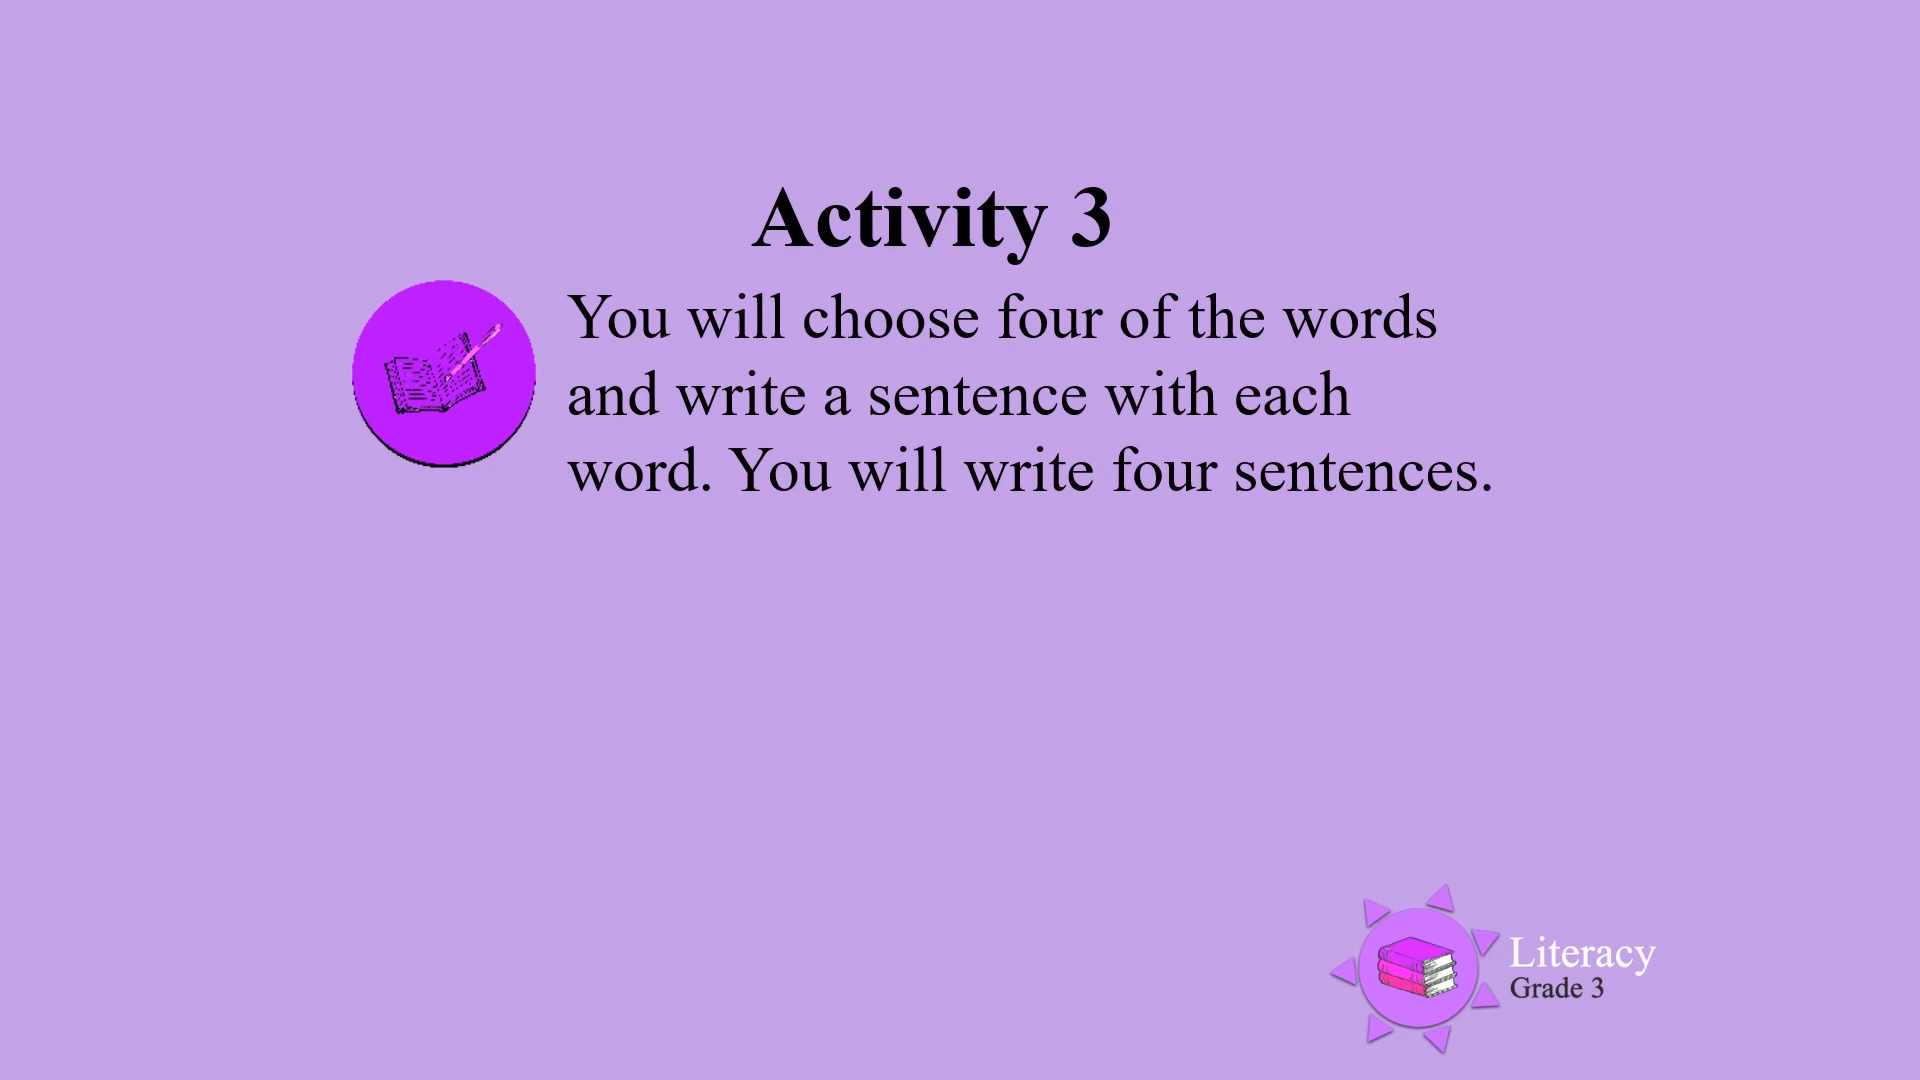 Activity 3
You will choose four of the words
and write a sentence with each
word. You will write four sentences.
Literacy
Grade 3